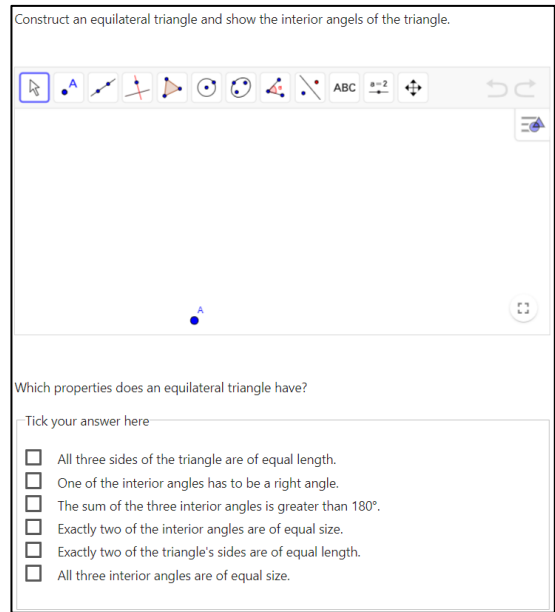 Construct an equilateral triangle and show the interior angels of the triangle.
A
ABC
a=2
A
Which properties does an equilateral triangle have?
Tick your answer here
All three sides of the triangle are of equal length.
One of the interior angles has to be a right angle.
The sum of the three interior angles is greater than 180°.
Exactly two of the interior angles are of equal size.
Exactly two of the triangle's sides are of equal length.
All three interior angles are of equal size.